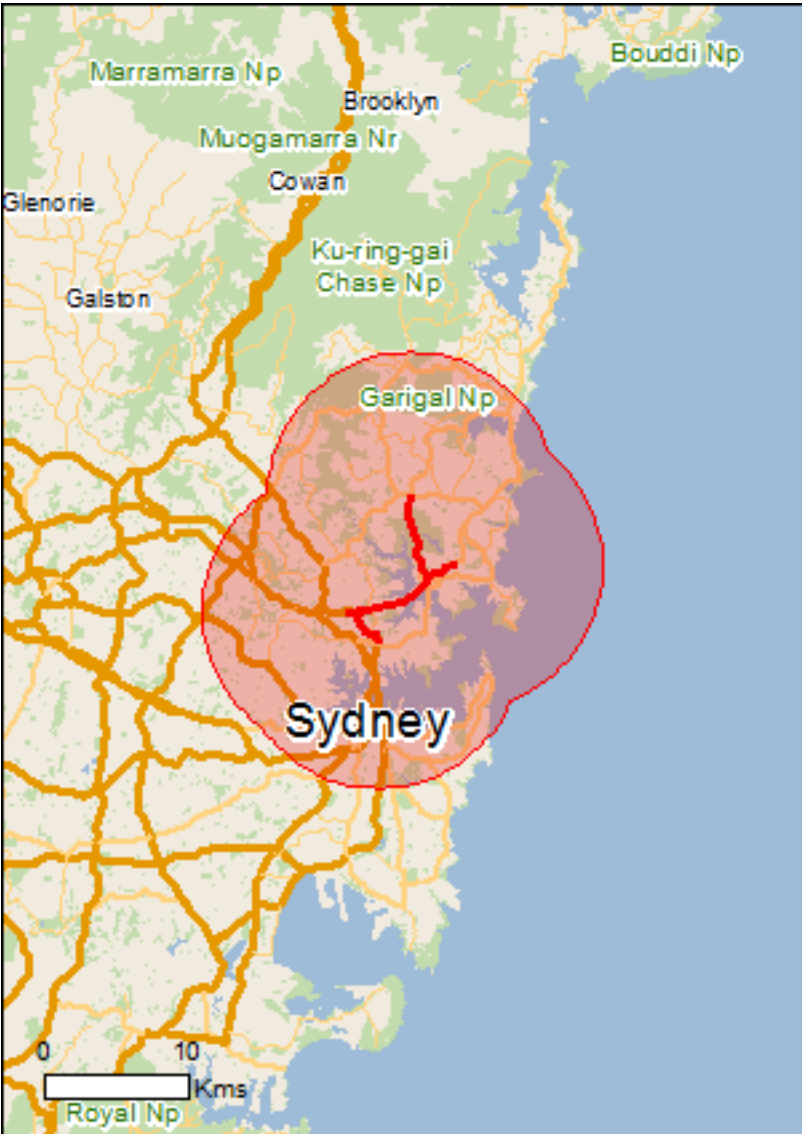 Bouddi Np
Marramarra Np
Brooklyn
Muogamarra Nr
Cowan
Glenorie
Ku-ring-gai
Chase Np
Galston
Garigal Np
Sydney
0 10
Kms
Royal Np